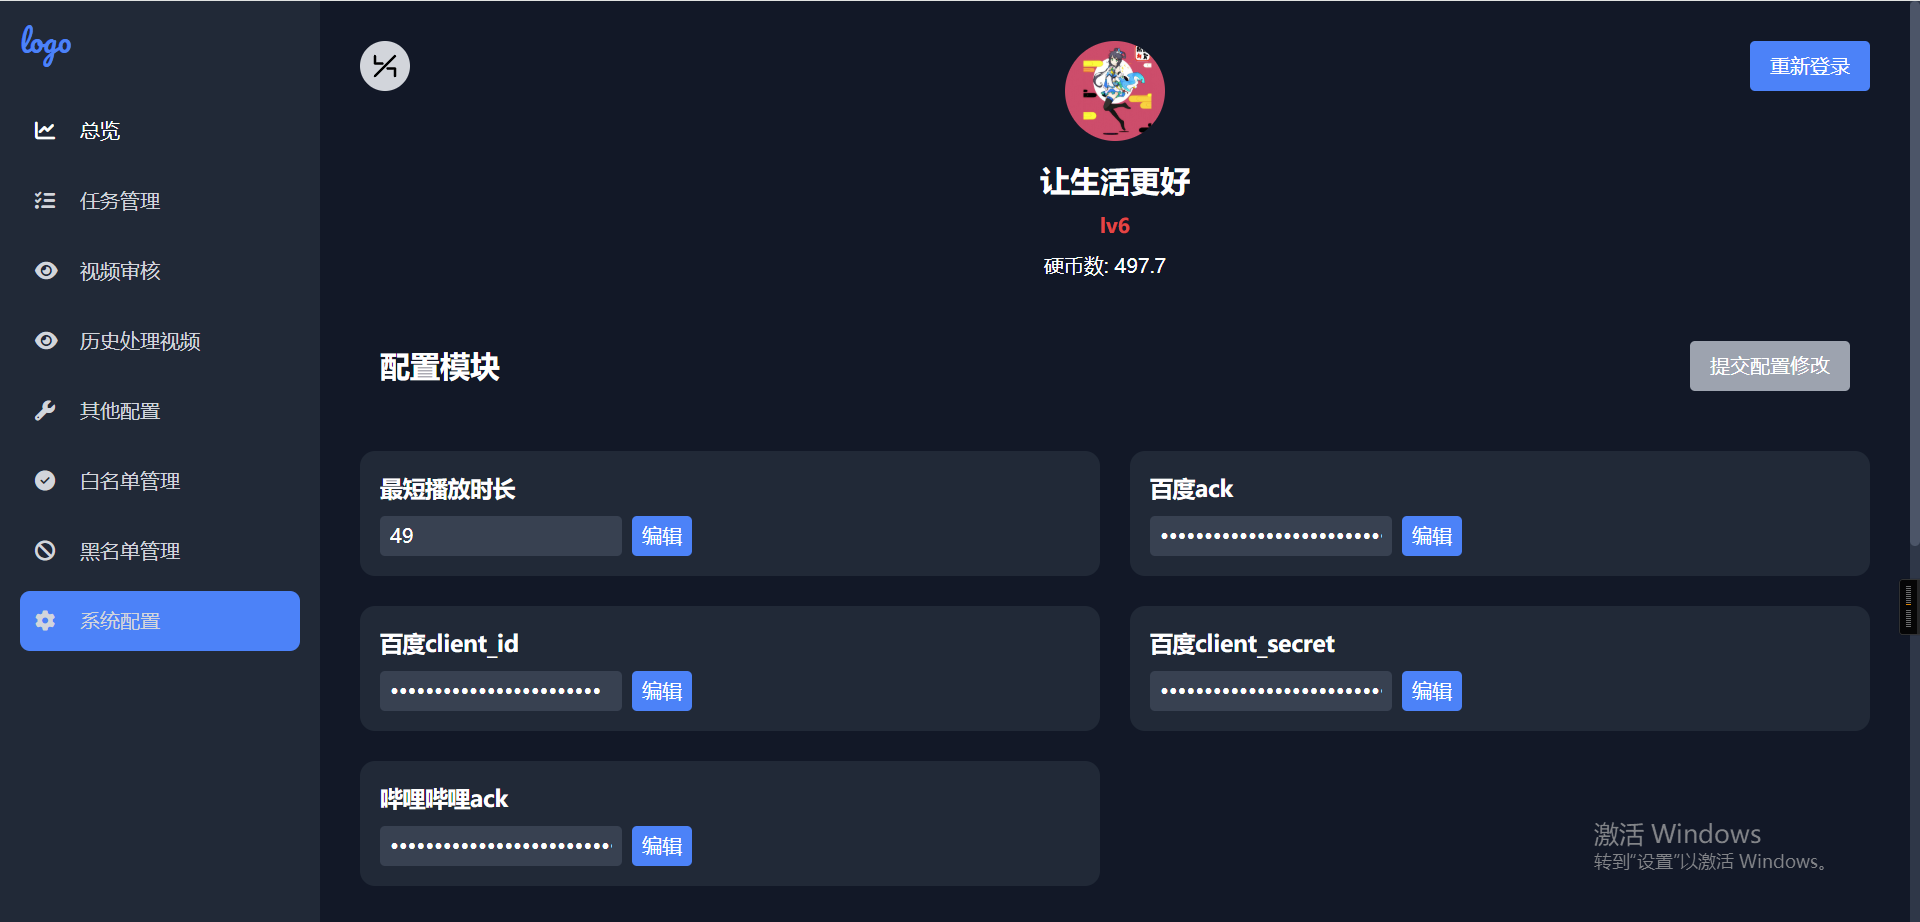 logo
总览
任务管理
视频审核
历史处理视频
其他配置
白名单管理
黑名单管理
系统配置
重新登录
让生活更好
lv6
硬币数: 497.7
配置模块
提交配置修改
最短播放时长
49
编辑
百度ack
••••••••••••••••••••••••••
编辑
百度client_id
••••••••••••••••••••••••
编辑
百度client_secret
••••••••••••••••••••••••••
编辑
哔哩哔哩ack
••••••••••••••••••••••••••
编辑
激活 Windows
转到“设置”以激活 Windows。